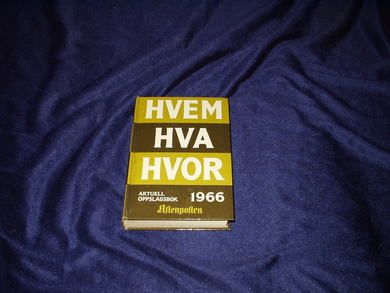 HVEM
HVA
HVOR
AKTUELL
OPPSLAGSBOK 1966
Aftenposten